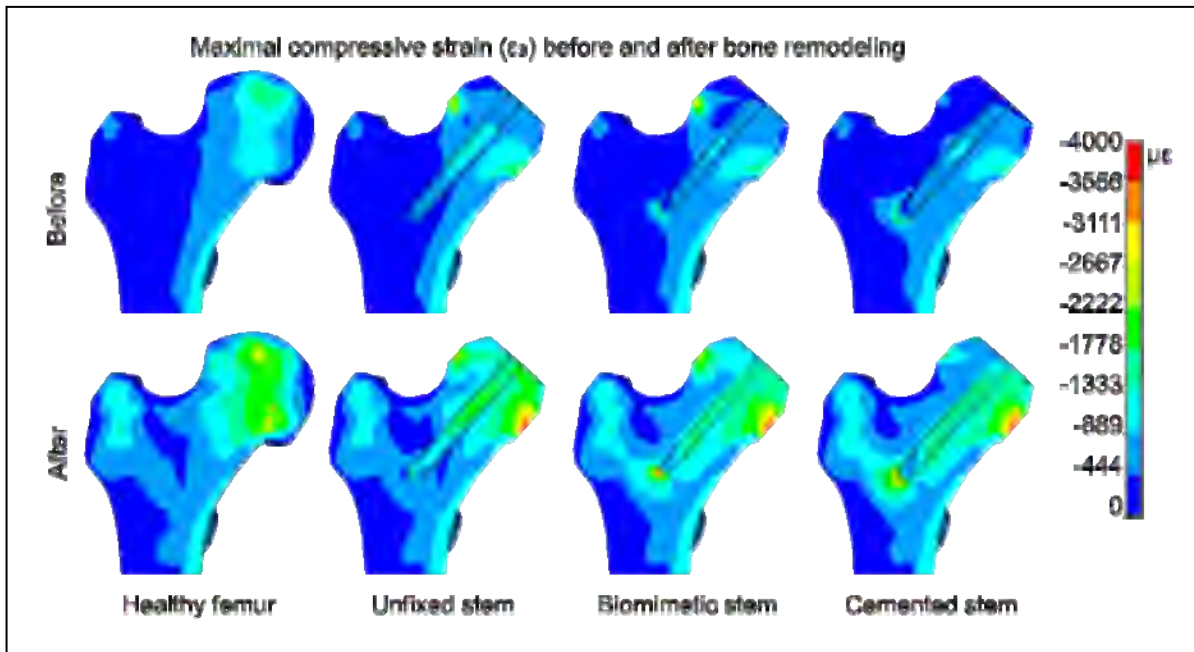 Maximal compressive strain (ε₃) before and after bone remodeling
Before
After
-4000
με
-3556
-3111
-2667
-2222
-1778
-1333
-889
-444
0
Healthy femur
Unfixed stem
Biomimetic stem
Cemented stem